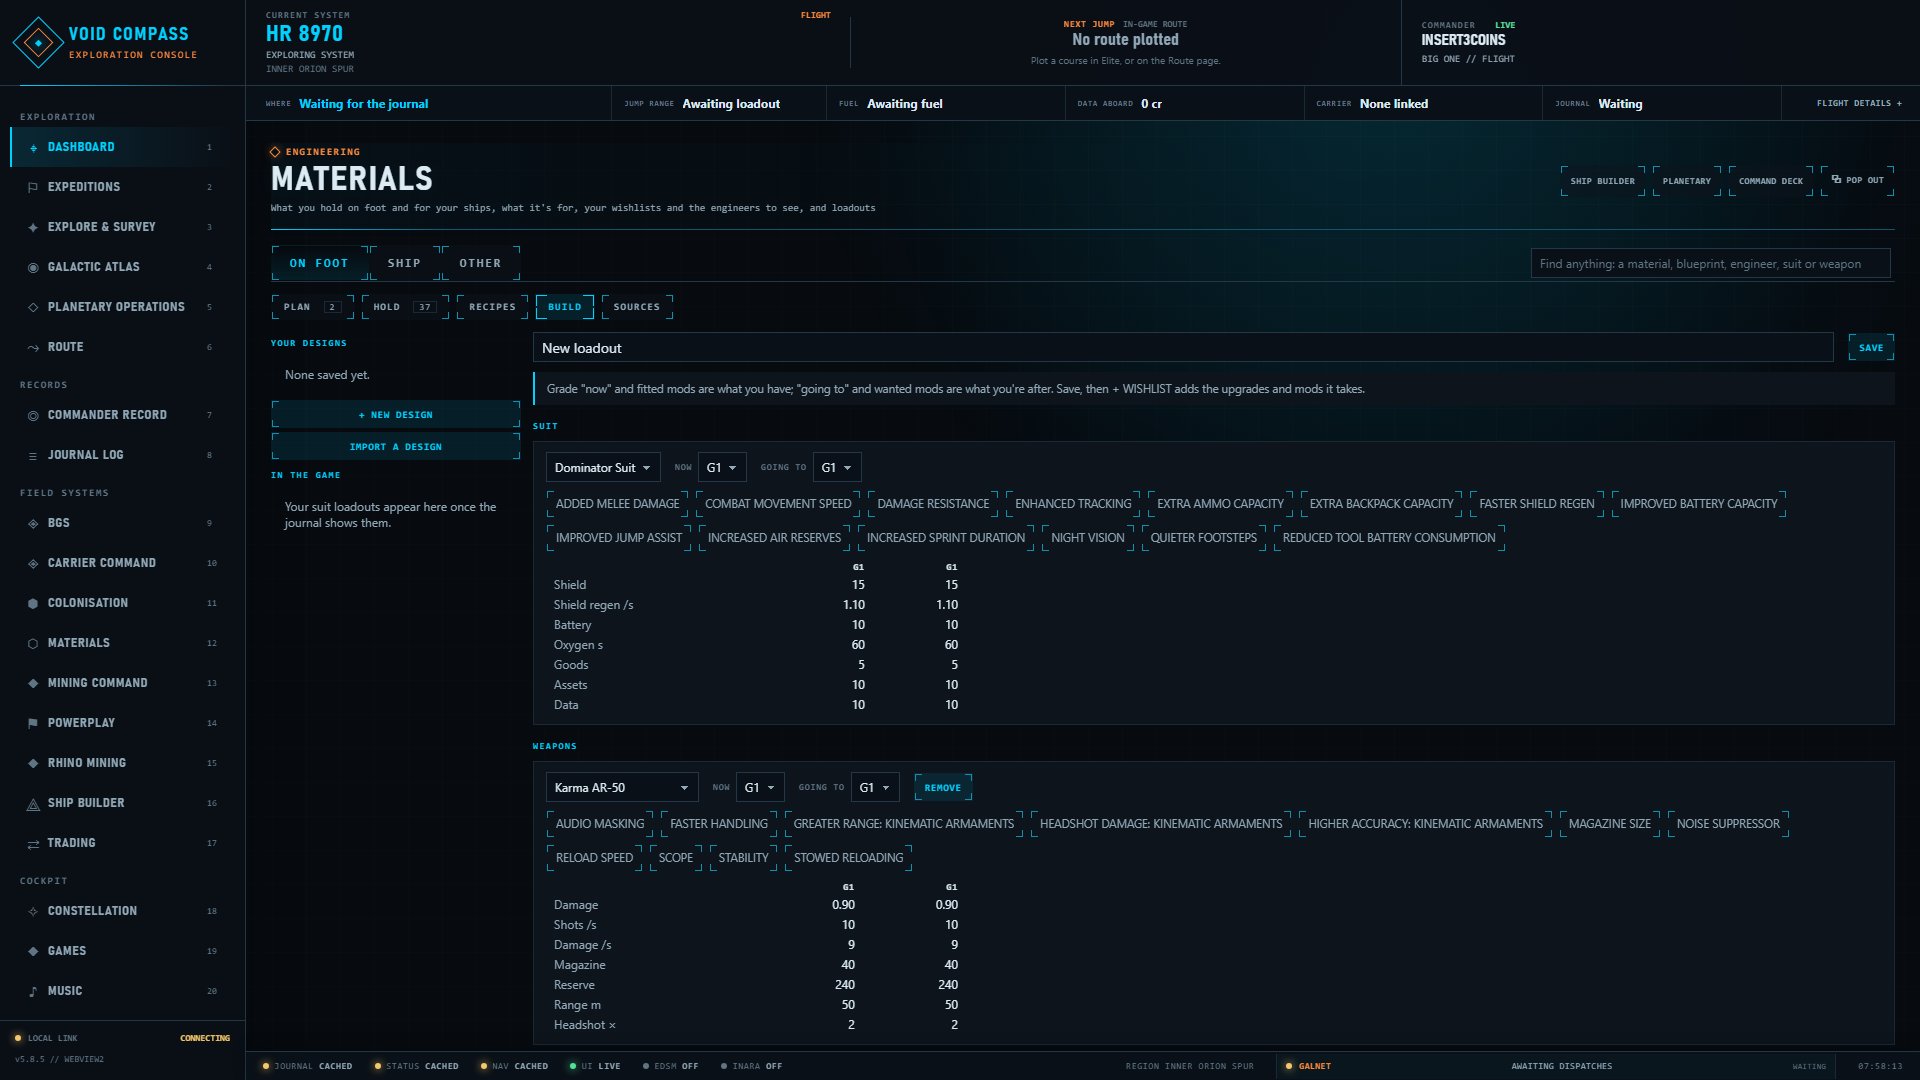 VOID COMPASS
EXPLORATION CONSOLE
CURRENT SYSTEM
HR 8970
EXPLORING SYSTEM
INNER ORION SPUR
FLIGHT
NEXT JUMP IN-GAME ROUTE
No route plotted
Plot a course in Elite, or on the Route page.
COMMANDER LIVE
INSERT3COINS
BIG ONE // FLIGHT
WHERE Waiting for the journal
JUMP RANGE Awaiting loadout
FUEL Awaiting fuel
DATA ABOARD 0 cr
CARRIER None linked
JOURNAL Waiting
FLIGHT DETAILS +
EXPLORATION
DASHBOARD 1
EXPEDITIONS 2
EXPLORE & SURVEY 3
GALACTIC ATLAS 4
PLANETARY OPERATIONS 5
ROUTE 6
RECORDS
COMMANDER RECORD 7
JOURNAL LOG 8
FIELD SYSTEMS
BGS 9
CARRIER COMMAND 10
COLONISATION 11
MATERIALS 12
MINING COMMAND 13
POWERPLAY 14
RHINO MINING 15
SHIP BUILDER 16
TRADING 17
COCKPIT
CONSTELLATION 18
GAMES 19
MUSIC 20
LOCAL LINK CONNECTING
v5.8.5 // WEBVIEW2
ENGINEERING
MATERIALS
What you hold on foot and for your ships, what it's for, your wishlists and the engineers to see, and loadouts
SHIP BUILDER
PLANETARY
COMMAND DECK
POP OUT
ON FOOT
SHIP
OTHER
Find anything: a material, blueprint, engineer, suit or weapon
PLAN 2
HOLD 37
RECIPES
BUILD
SOURCES
YOUR DESIGNS
None saved yet.
+ NEW DESIGN
IMPORT A DESIGN
IN THE GAME
Your suit loadouts appear here once the
journal shows them.
New loadout
SAVE
Grade "now" and fitted mods are what you have; "going to" and wanted mods are what you're after. Save, then + WISHLIST adds the upgrades and mods it takes.
SUIT
Dominator Suit NOW G1 GOING TO G1
ADDED MELEE DAMAGE COMBAT MOVEMENT SPEED DAMAGE RESISTANCE ENHANCED TRACKING EXTRA AMMO CAPACITY EXTRA BACKPACK CAPACITY FASTER SHIELD REGEN IMPROVED BATTERY CAPACITY
IMPROVED JUMP ASSIST INCREASED AIR RESERVES INCREASED SPRINT DURATION NIGHT VISION QUIETER FOOTSTEPS REDUCED TOOL BATTERY CONSUMPTION
G1 G1
Shield 15 15
Shield regen /s 1.10 1.10
Battery 10 10
Oxygen s 60 60
Goods 5 5
Assets 10 10
Data 10 10
WEAPONS
Karma AR-50 NOW G1 GOING TO G1 REMOVE
AUDIO MASKING FASTER HANDLING GREATER RANGE: KINEMATIC ARMAMENTS HEADSHOT DAMAGE: KINEMATIC ARMAMENTS HIGHER ACCURACY: KINEMATIC ARMAMENTS MAGAZINE SIZE NOISE SUPPRESSOR
RELOAD SPEED SCOPE STABILITY STOWED RELOADING
G1 G1
Damage 0.90 0.90
Shots /s 10 10
Damage /s 9 9
Magazine 40 40
Reserve 240 240
Range m 50 50
Headshot × 2 2
JOURNAL CACHED
STATUS CACHED
NAV CACHED
UI LIVE
EDSM OFF
INARA OFF
REGION INNER ORION SPUR
GALNET
AWAITING DISPATCHES
WAITING
07:58:13